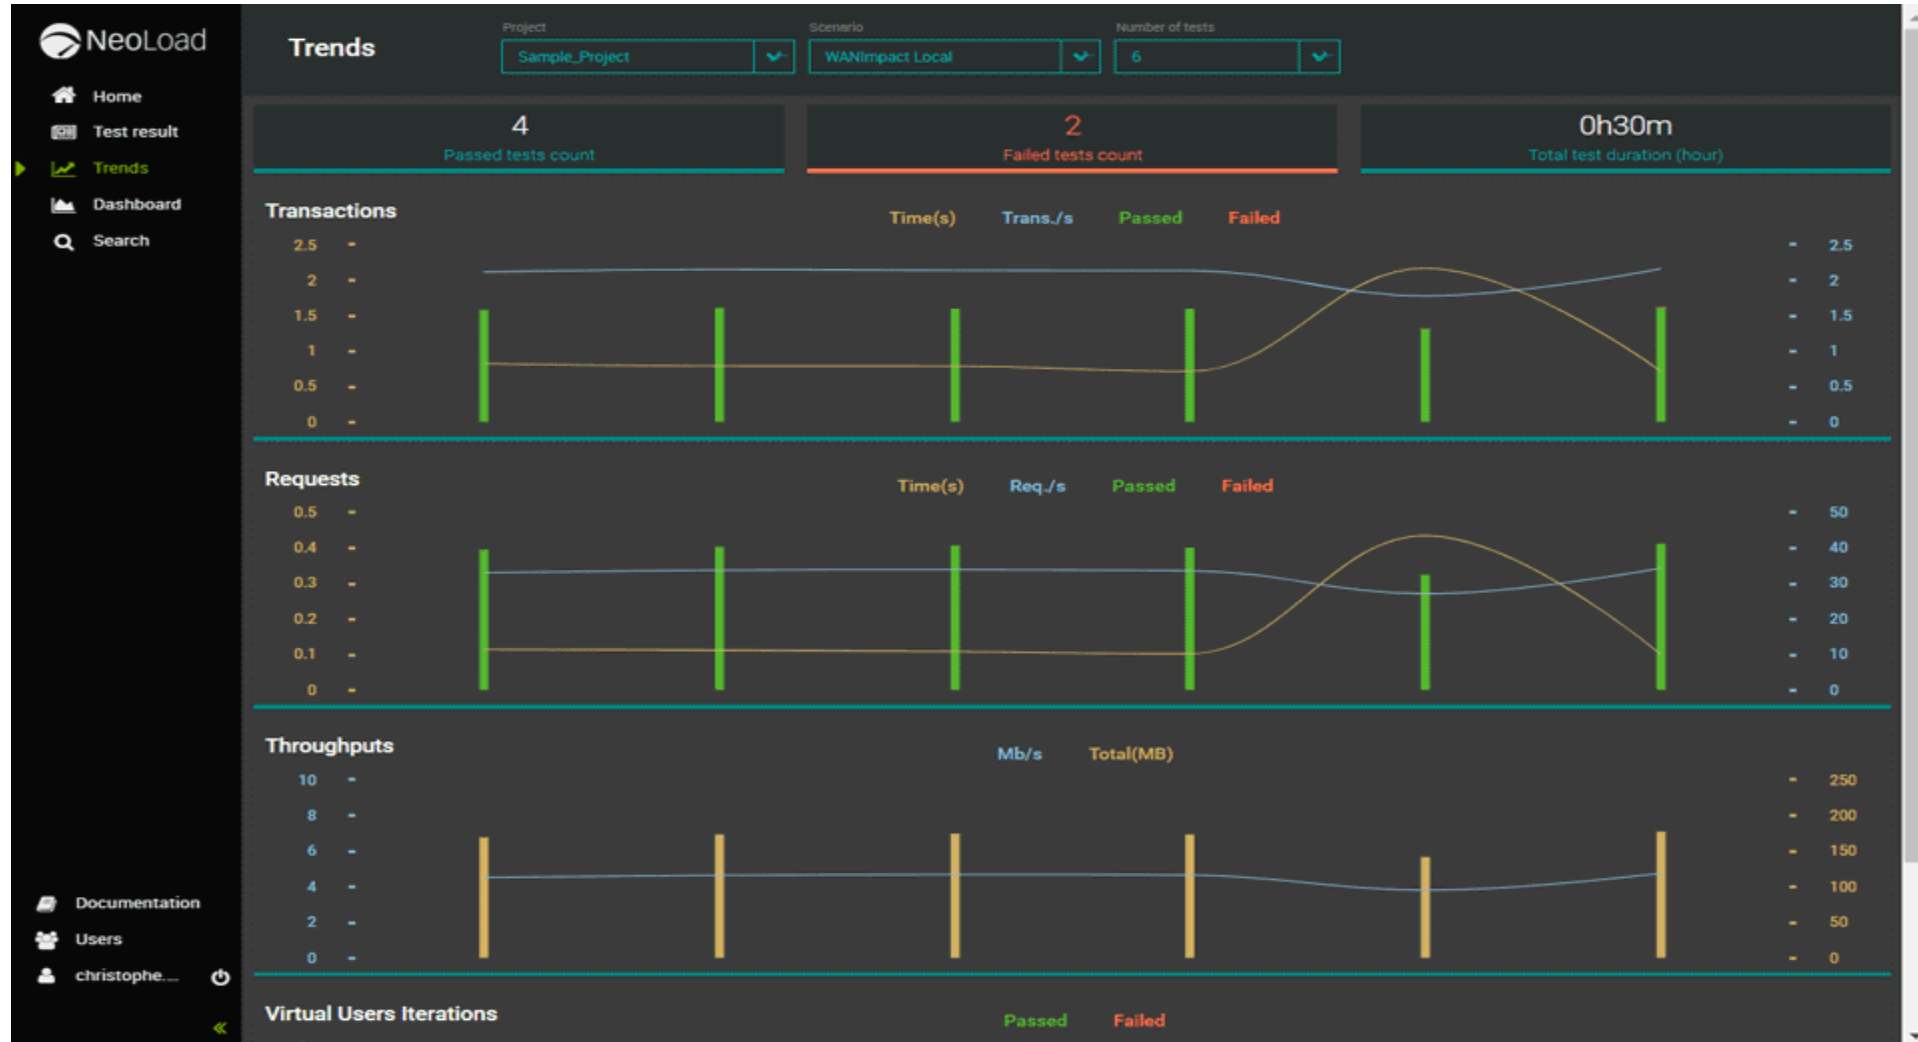 NeoLoad
Home
Test result
Trends
Dashboard
Search
Documentation
Users
christophe....
Trends
Project
Sample_Project
Scenario
WANImpact Local
Number of tests
6
4
Passed tests count
2
Failed tests count
0h30m
Total test duration (hour)
Transactions
Time(s) Trans./s Passed Failed
2.5 2.5
2 2
1.5 1.5
1 1
0.5 0.5
0 0
Requests
Time(s) Req./s Passed Failed
0.5 50
0.4 40
0.3 30
0.2 20
0.1 10
0 0
Throughputs
Mb/s Total(MB)
10 250
8 200
6 150
4 100
2 50
0 0
Virtual Users Iterations
Passed Failed